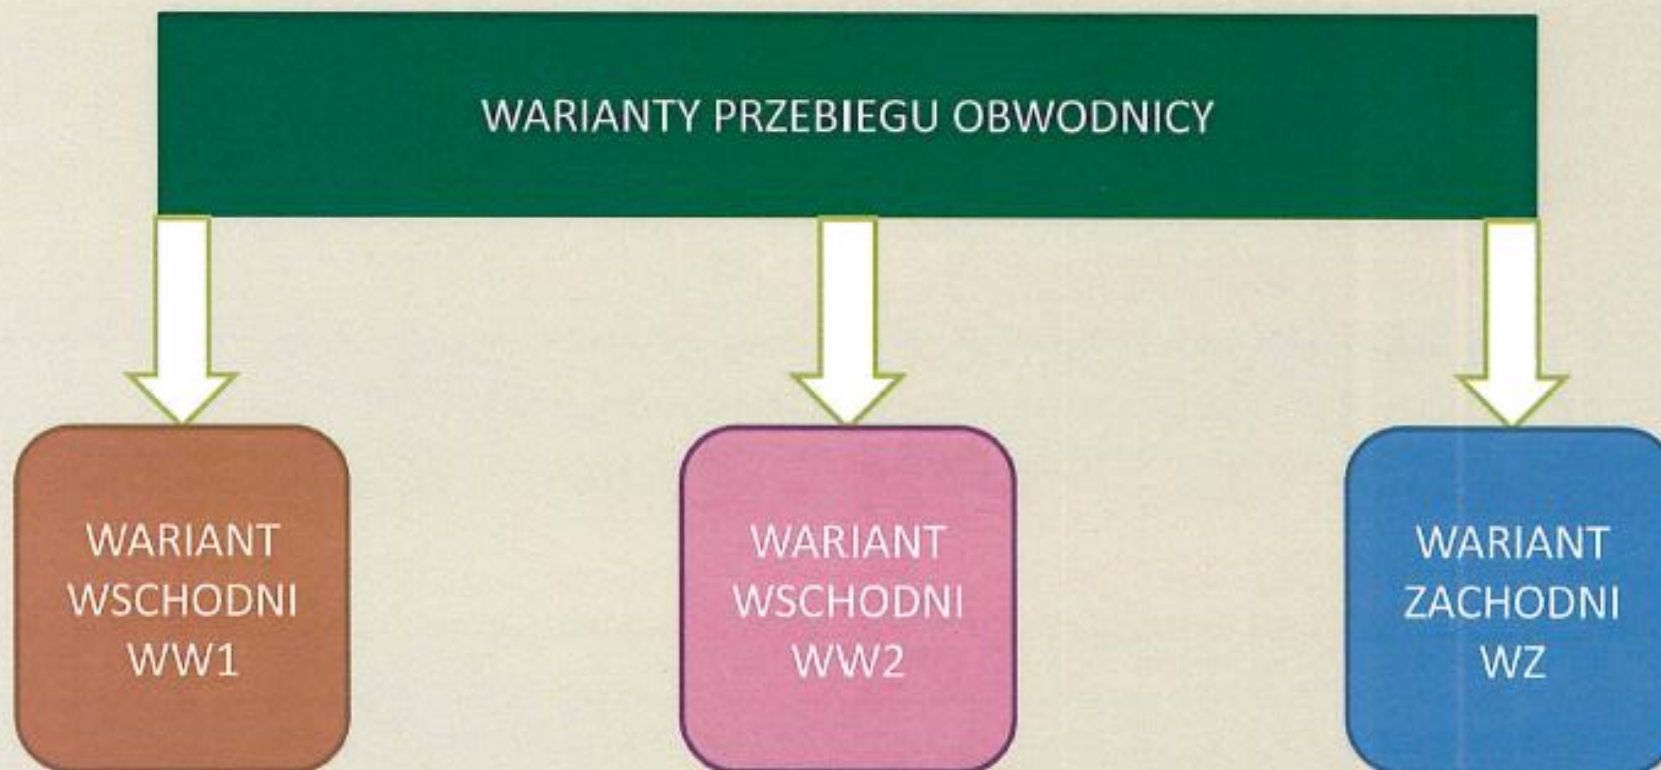 WARIANTY PRZEBIEGU OBWODNICY
WARIANT
WSCHODNI
WW1
WARIANT
WSCHODNI
WW2
WARIANT
ZACHODNI
WZ